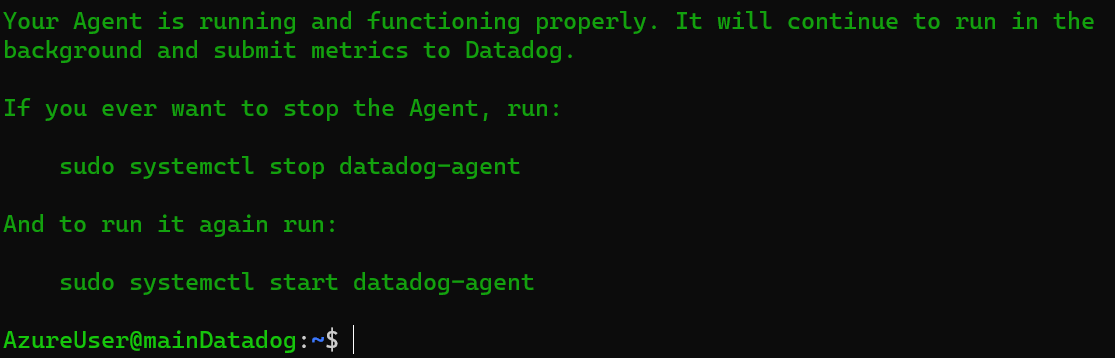 Your Agent is running and functioning properly. It will continue to run in the
background and submit metrics to Datadog.
If you ever want to stop the Agent, run:
sudo systemctl stop datadog-agent
And to run it again run:
sudo systemctl start datadog-agent
AzureUser@mainDatadog:~$